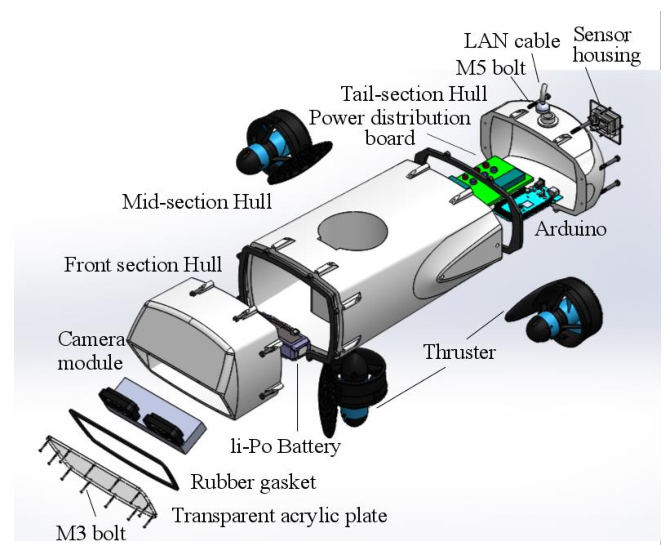 LAN cable
Sensor
housing
M5 bolt
Tail-section Hull
Power distribution
board
Mid-section Hull
Arduino
Front section Hull
Camera
module
Thruster
li-Po Battery
Rubber gasket
Transparent acrylic plate
M3 bolt